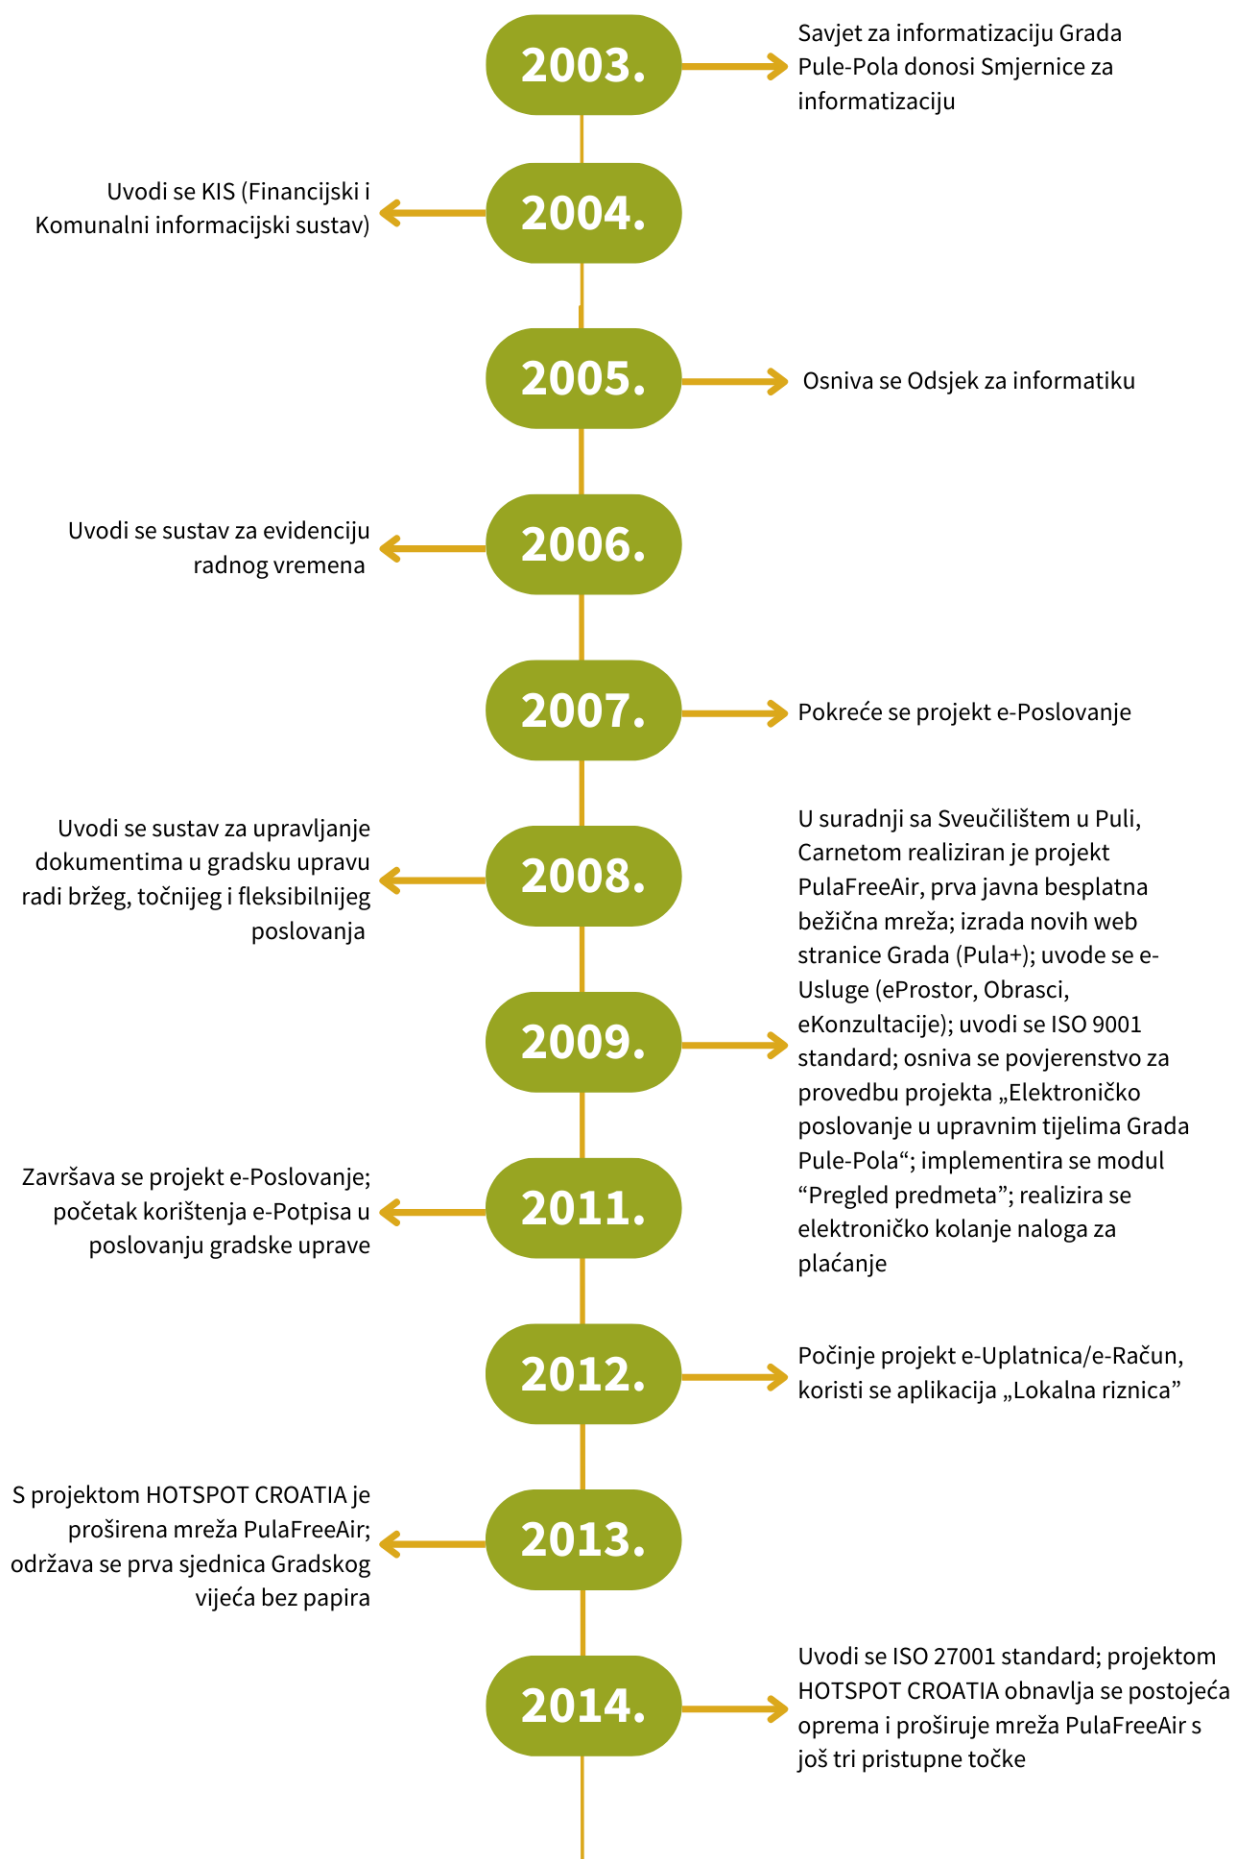 2003.
Savjet za informatizaciju Grada
Pule-Pola donosi Smjernice za
informatizaciju
2004.
Uvodi se KIS (Financijski i
Komunalni informacijski sustav)
2005.
Osniva se Odsjek za informatiku
2006.
Uvodi se sustav za evidenciju
radnog vremena
2007.
Pokreće se projekt e-Poslovanje
2008.
Uvodi se sustav za upravljanje
dokumentima u gradsku upravu
radi bržeg, točnijeg i fleksibilnijeg
poslovanja
2009.
U suradnji sa Sveučilištem u Puli,
Carnetom realiziran je projekt
PulaFreeAir, prva javna besplatna
bežična mreža; izrada novih web
stranice Grada (Pula+); uvode se e-
Usluge (eProstor, Obrasci,
eKonzultacije); uvodi se ISO 9001
standard; osniva se povjerenstvo za
provedbu projekta „Elektroničko
poslovanje u upravnim tijelima Grada
Pule-Pola“; implementira se modul
“Pregled predmeta”; realizira se
elektroničko kolanje naloga za
plaćanje
2011.
Završava se projekt e-Poslovanje;
početak korištenja e-Potpisa u
poslovanju gradske uprave
2012.
Počinje projekt e-Uplatnica/e-Račun,
koristi se aplikacija „Lokalna riznica”
2013.
S projektom HOTSPOT CROATIA je
proširena mreža PulaFreeAir;
održava se prva sjednica Gradskog
vijeća bez papira
2014.
Uvodi se ISO 27001 standard; projektom
HOTSPOT CROATIA obnavlja se postojeća
oprema i proširuje mreža PulaFreeAir s
još tri pristupne točke